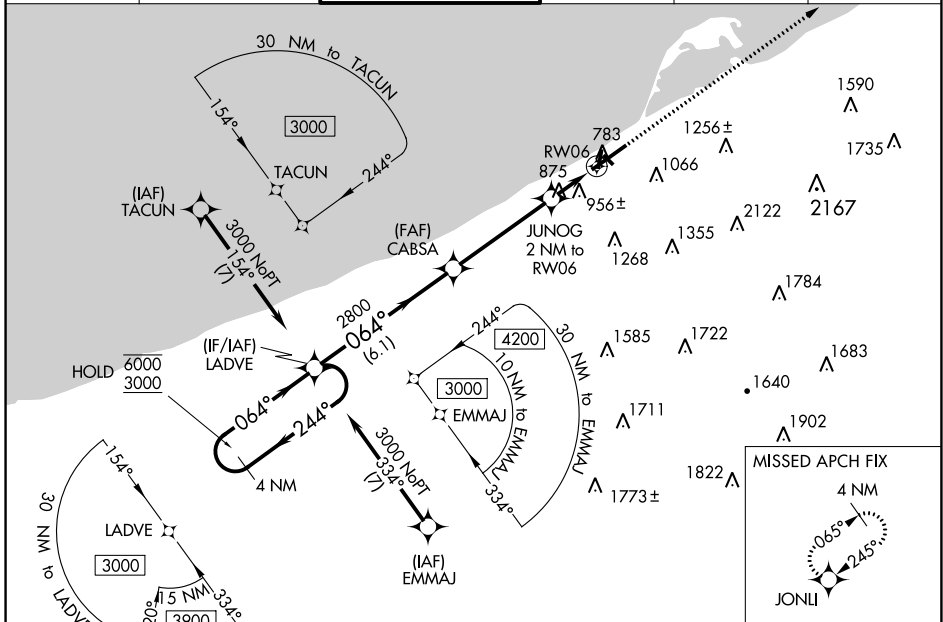 30 NM to TACUN
154°
3000
TACUN
244°
(IAF)
TACUN
3000 NoPT
154°
(7)
(FAF)
CABSA
RW06
783
875
956±
JUNOG
2 NM to
RW06
1066
1256±
1590
1735
2167
2122
1355
1268
1784
1585
1722
1683
1640
1711
1902
1773±
1822
2800
064°
(6.1)
(IF/IAF)
LADVE
HOLD
6000
3000
064°
244°
4 NM
244°
4200
30 NM to EMMAJ
3000
10 NM to EMMAJ
EMMAJ
334°
3000 NoPT
334°
(7)
(IAF)
EMMAJ
154°
LADVE
30 NM to LADVE
3000
15 NM
334°
3900
MISSED APCH FIX
4 NM
065°
245°
JONLI